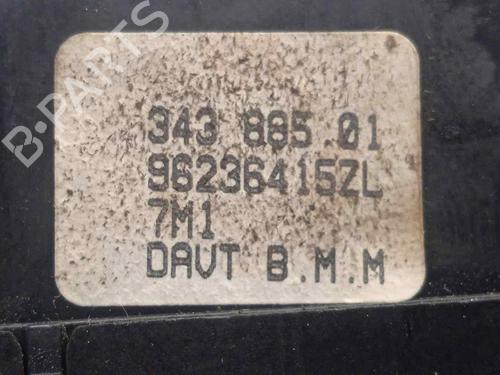 B-PARTS
343 885 01
96236415ZL
7M1
DAVT B.M.M